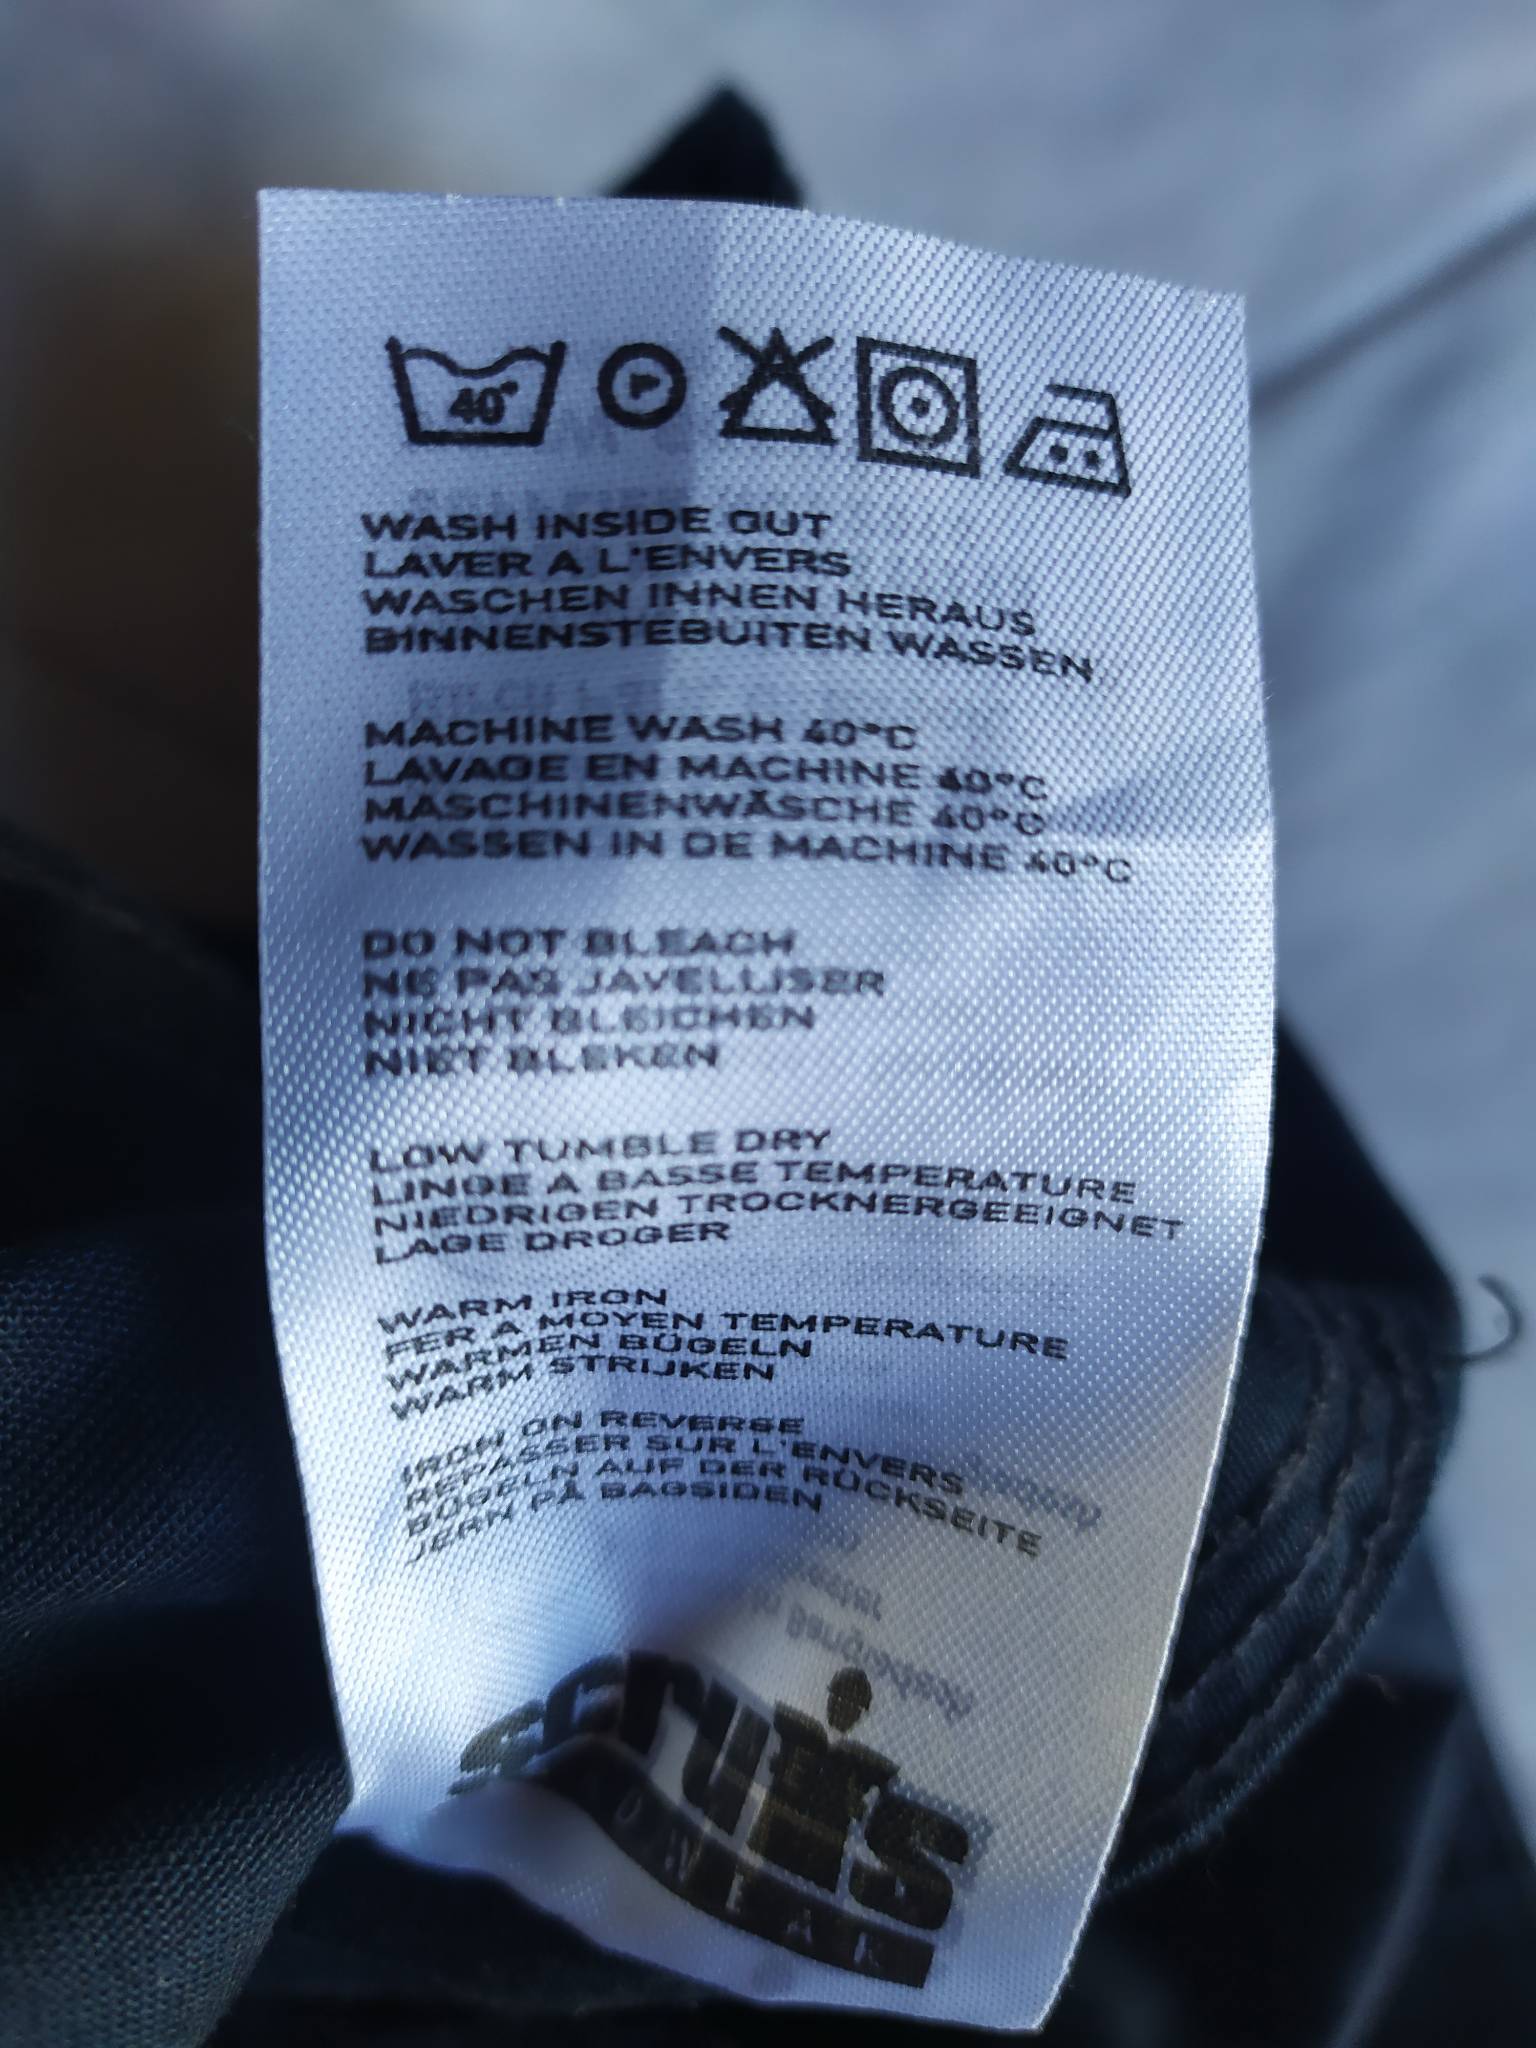 40°
P
WASH INSIDE OUT
LAVER A L'ENVERS
WASCHEN INNEN HERAUS
BINNENSTEBUITEN WASSEN
MACHINE WASH 40°C
LAVAGE EN MACHINE 40°C
MASCHINENWÄSCHE 40°C
WASSEN IN DE MACHINE 40°C
DO NOT BLEACH
NE PAS JAVELLISER
NICHT BLEICHEN
NIET BLEKEN
LOW TUMBLE DRY
LINGE A BASSE TEMPERATURE
NIEDRIGEN TROCKNERGEEIGNET
LAGE DROGER
WARM IRON
FER A MOYEN TEMPERATURE
WARMEN BÜGELN
WARM STRIJKEN
IRON ON REVERSE
REPASSER SUR L'ENVERS
BÜGELN AUF DER RÜCKSEITE
JERN PÅ BAGSIDEN